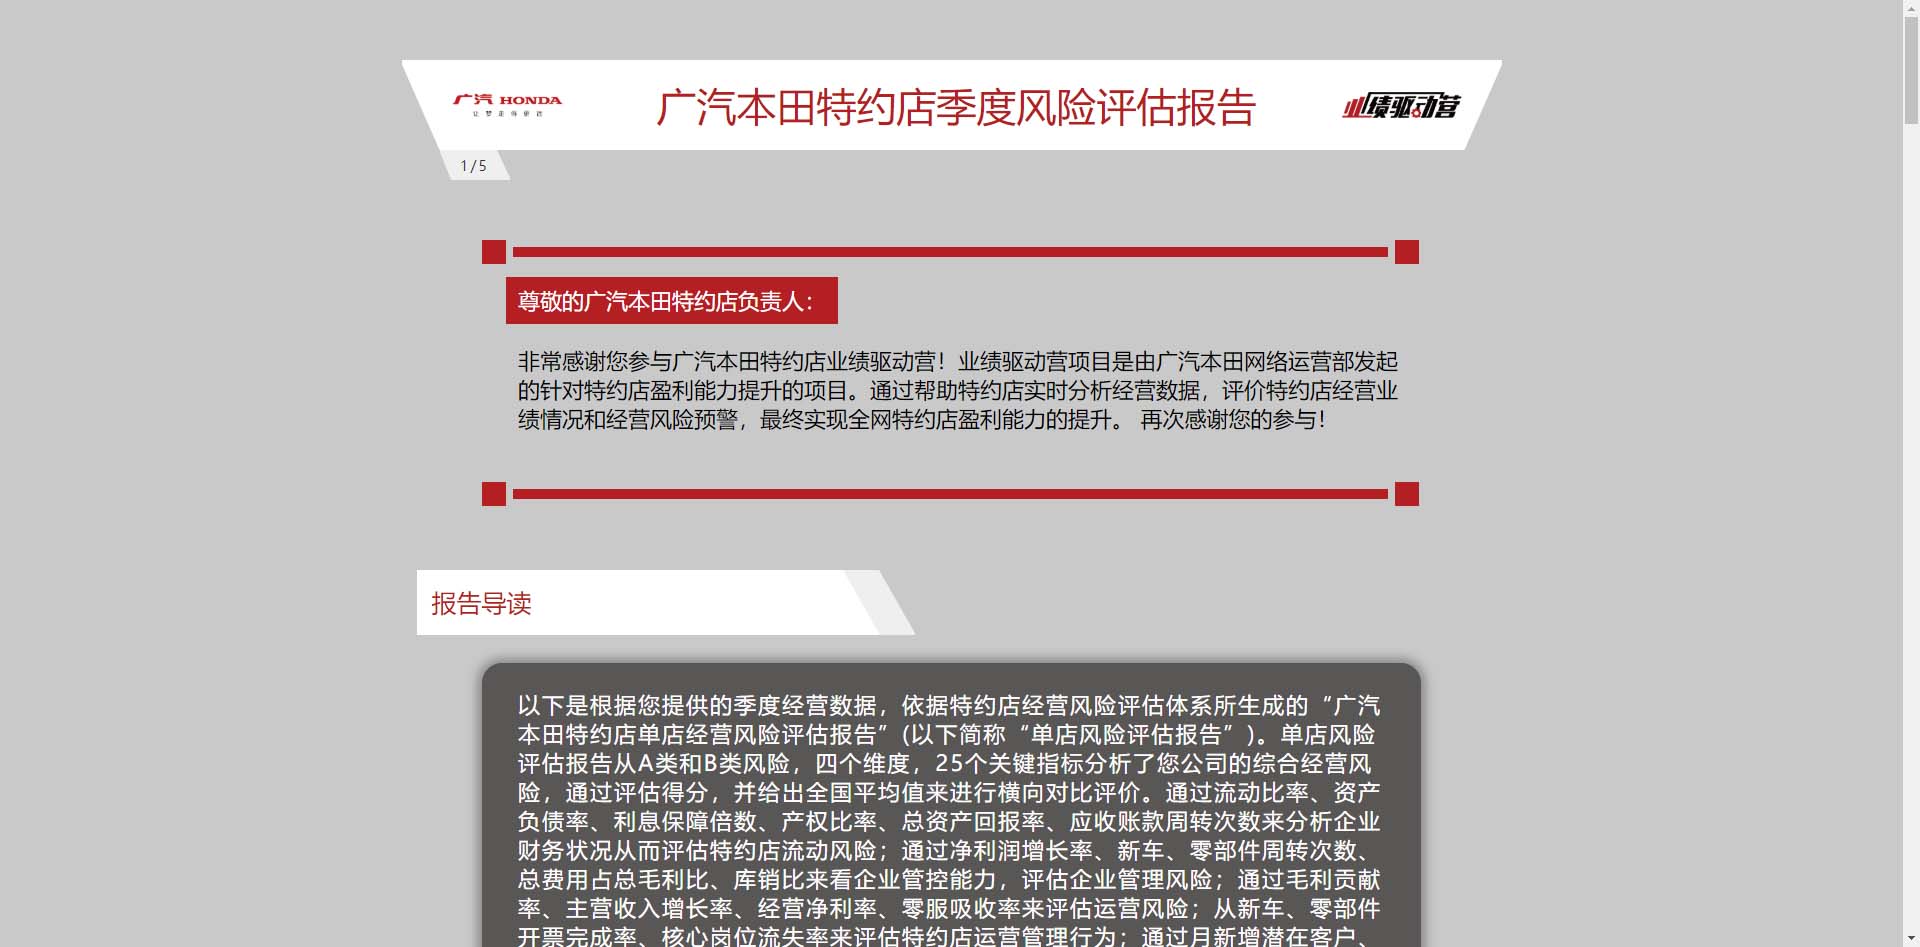 广汽 HONDA
让梦走得更远
广汽本田特约店季度风险评估报告
业绩驱动营
1 / 5
尊敬的广汽本田特约店负责人：
非常感谢您参与广汽本田特约店业绩驱动营！业绩驱动营项目是由广汽本田网络运营部发起
的针对特约店盈利能力提升的项目。通过帮助特约店实时分析经营数据，评价特约店经营业
绩情况和经营风险预警，最终实现全网特约店盈利能力的提升。 再次感谢您的参与！
报告导读
以下是根据您提供的季度经营数据，依据特约店经营风险评估体系所生成的“广汽
本田特约店单店经营风险评估报告”(以下简称“单店风险评估报告”)。单店风险
评估报告从A类和B类风险，四个维度，25个关键指标分析了您公司的综合经营风
险，通过评估得分，并给出全国平均值来进行横向对比评价。通过流动比率、资产
负债率、利息保障倍数、产权比率、总资产回报率、应收账款周转次数来分析企业
财务状况从而评估特约店流动风险；通过净利润增长率、新车、零部件周转次数、
总费用占总毛利比、库销比来看企业管控能力，评估企业管理风险；通过毛利贡献
率、主营收入增长率、经营净利率、零服吸收率来评估运营风险；从新车、零部件
开票完成率、核心岗位流失率来评估特约店运营管理行为；通过月新增潜在客户、